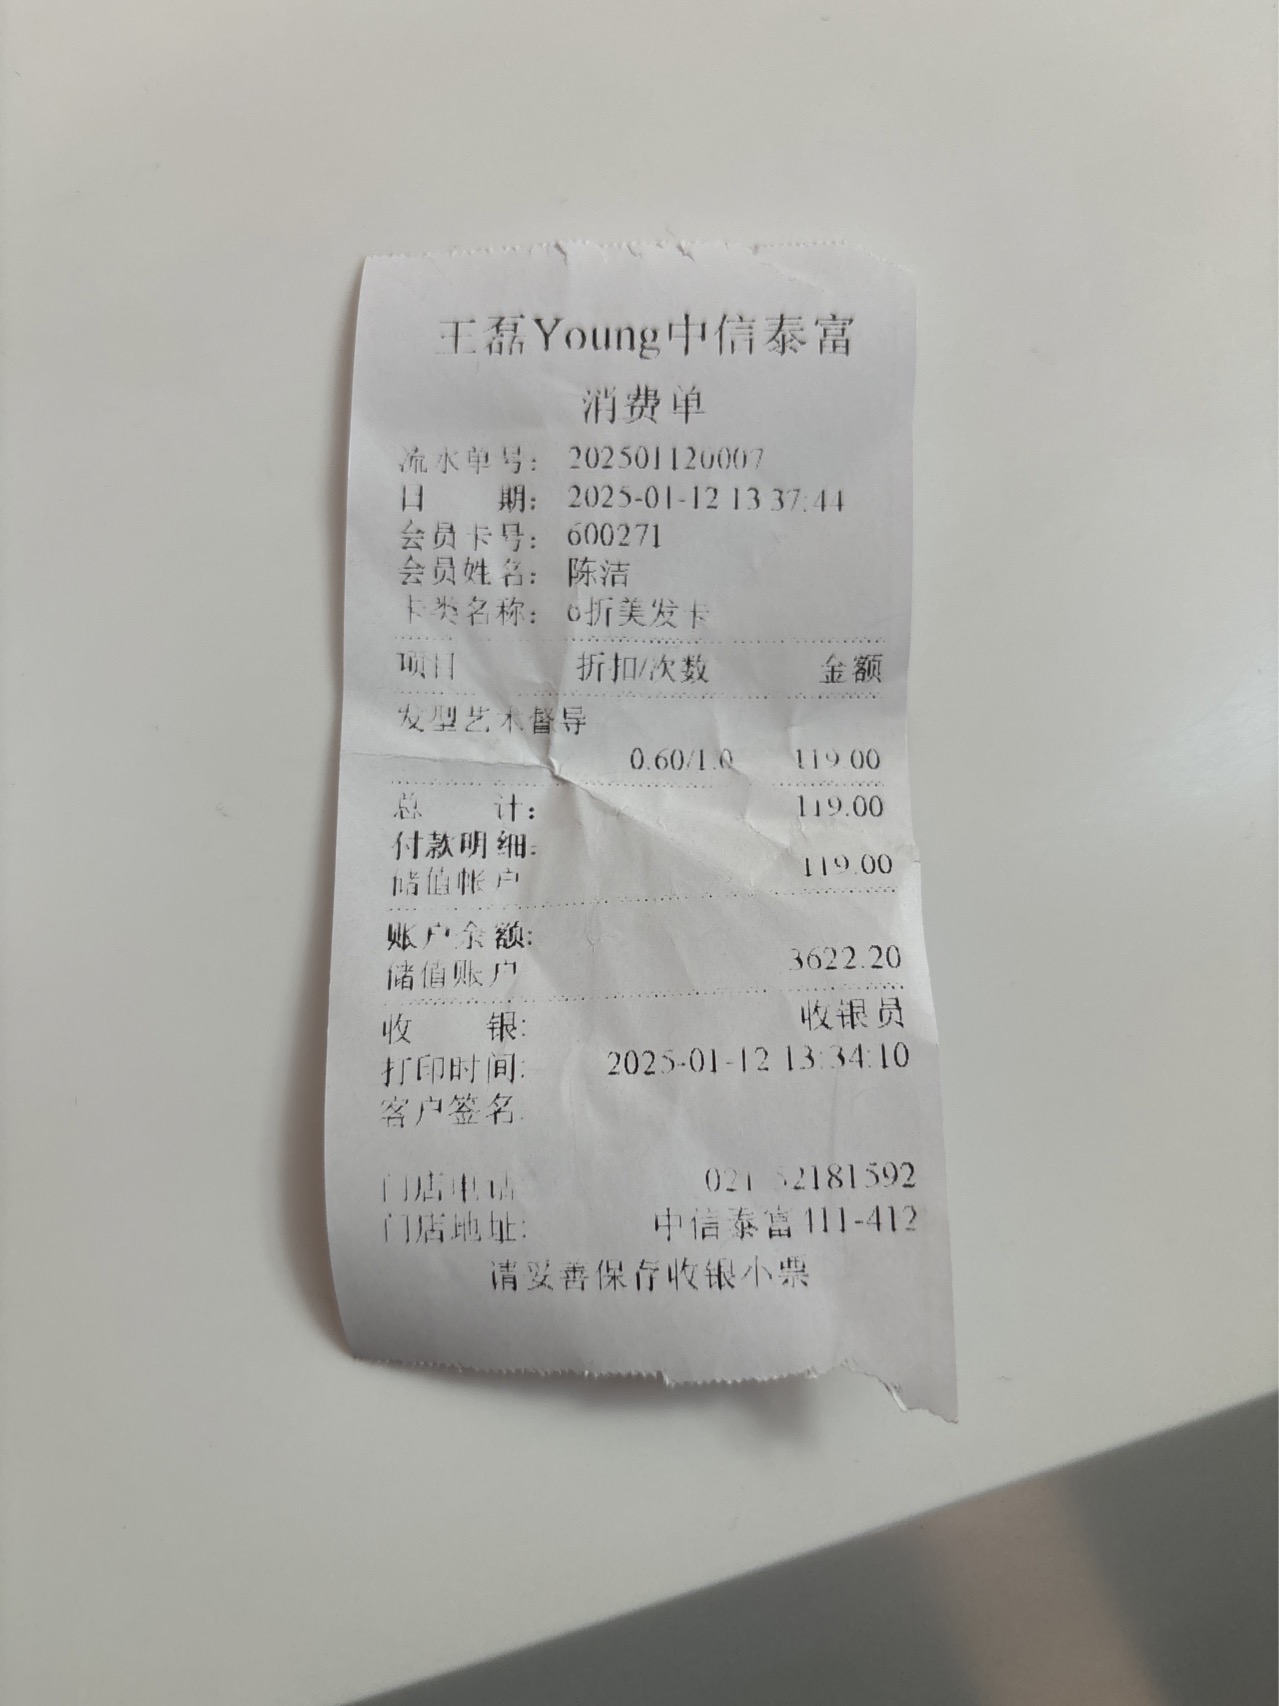 王磊Young中信泰富
消费单
流水单号： 202501120007
日 期： 2025-01-12 13:37:44
会员卡号： 600271
会员姓名： 陈洁
卡类名称： 6折美发卡
项目 折扣/次数 金额
发型艺术督导
0.60/1.0 119.00
总 计： 119.00
付款明细：
储值帐户 119.00
账户余额:
储值账户 3622.20
收 银: 收银员
打印时间: 2025-01-12 13:34:10
客户签名:
门店电话 021-52181592
门店地址: 中信泰富411-412
请妥善保存收银小票